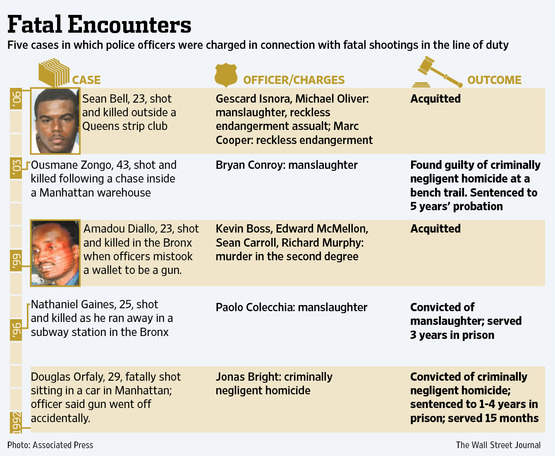 Fatal Encounters
Five cases in which police officers were charged in connection with fatal shootings in the line of duty
CASE
OFFICER/CHARGES
OUTCOME
'06
Sean Bell, 23, shot
and killed outside a
Queens strip club
Gescard Isnora, Michael Oliver:
manslaughter, reckless
endangerment assualt; Marc
Cooper: reckless endangerment
Acquitted
'03
Ousmane Zongo, 43, shot and
killed following a chase inside
a Manhattan warehouse
Bryan Conroy: manslaughter
Found guilty of criminally
negligent homicide at a
bench trail. Sentenced to
5 years' probation
'99
Amadou Diallo, 23, shot
and killed in the Bronx
when officers mistook
a wallet to be a gun.
Kevin Boss, Edward McMellon,
Sean Carroll, Richard Murphy:
murder in the second degree
Acquitted
'96
Nathaniel Gaines, 25, shot
and killed as he ran away in a
subway station in the Bronx
Paolo Colecchia: manslaughter
Convicted of
manslaughter; served
3 years in prison
1992
Douglas Orfaly, 29, fatally shot
sitting in a car in Manhattan;
officer said gun went off
accidentally.
Jonas Bright: criminally
negligent homicide
Convicted of criminally
negligent homicide;
sentenced to 1-4 years in
prison; served 15 months
Photo: Associated Press
The Wall Street Journal